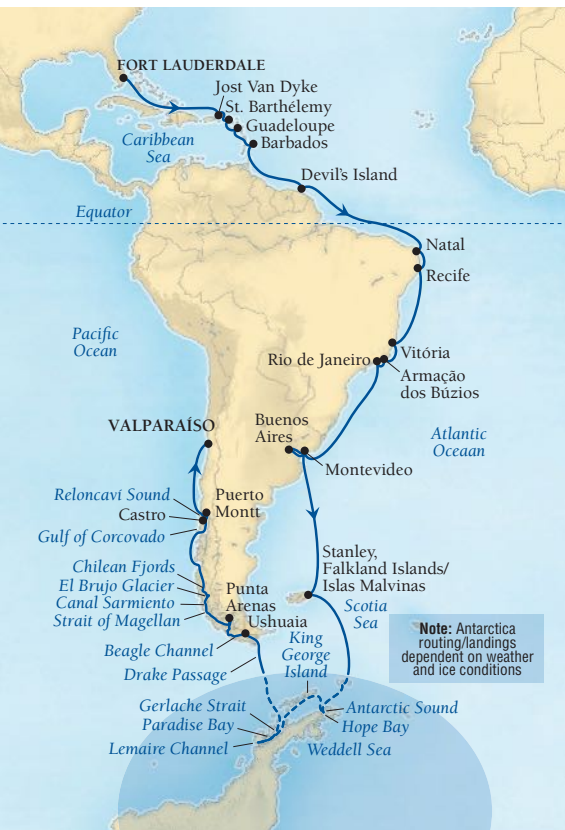 FORT LAUDERDALE
Jost Van Dyke
St. Barthélemy
Guadeloupe
Barbados
Caribbean
Sea
Devil's Island
Equator
Natal
Recife
Pacific
Ocean
Vitória
Rio de Janeiro
Armação
dos Búzios
VALPARAÍSO
Buenos
Aires
Atlantic
Oceaan
Montevideo
Reloncaví Sound
Puerto
Montt
Castro
Gulf of Corcovado
Stanley,
Falkland Islands/
Islas Malvinas
Chilean Fjords
El Brujo Glacier
Canal Sarmiento
Strait of Magellan
Punta
Arenas
Ushuaia
Scotia
Sea
Note: Antarctica
routing/landings
dependent on weather
and ice conditions
Beagle Channel
King
George
Island
Drake Passage
Gerlache Strait
Antarctic Sound
Paradise Bay
Hope Bay
Lemaire Channel
Weddell Sea